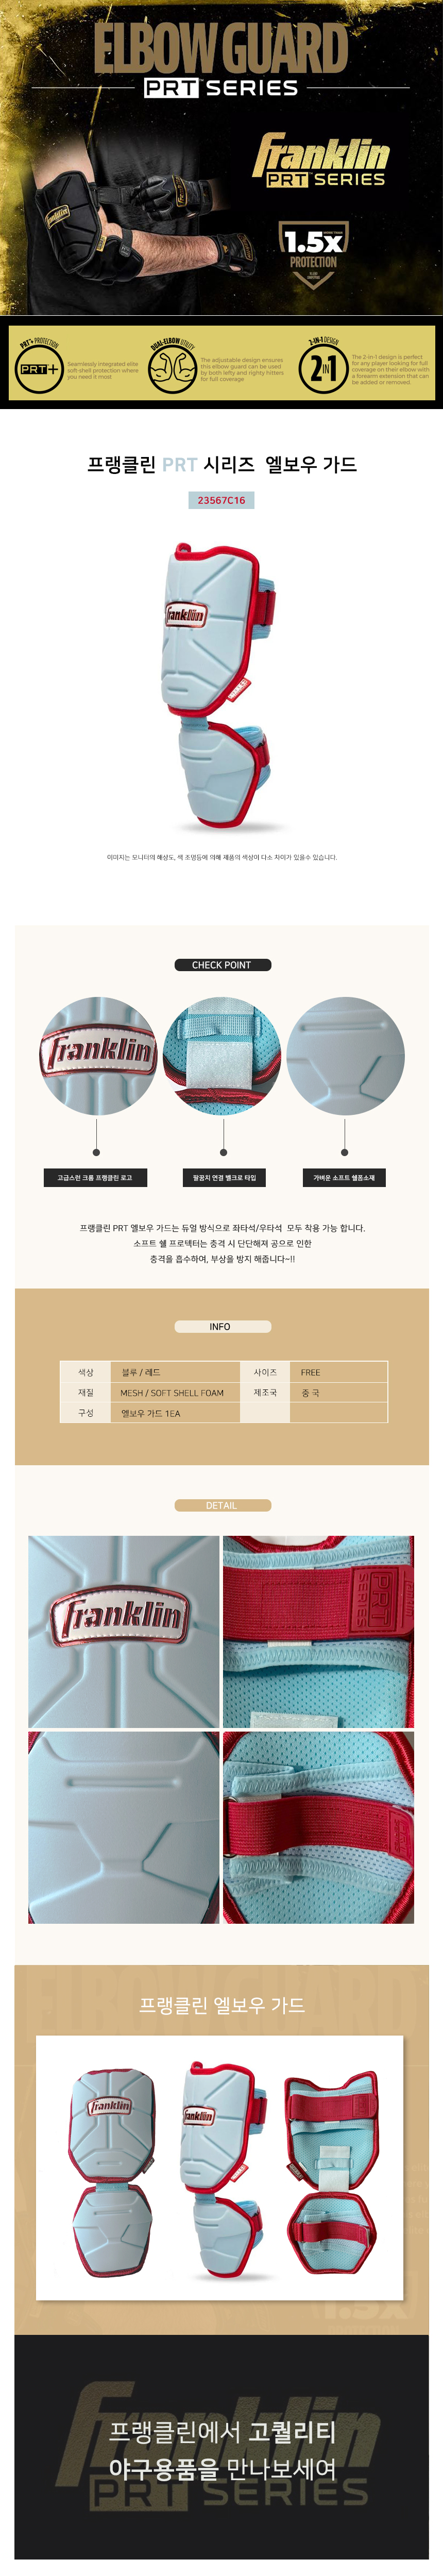 ELBOW GUARD
PRT SERIES
Franklin
PRT SERIES
Franklin
1.5x
PROTECTION
PRT+ PROTECTION
PRT+
Seamlessly integrated elite
soft-shell protection where
you need it most
DUAL-ELBOW UTILITY
The adjustable design ensures
this elbow guard can be used
by both lefty and righty hitters
for full coverage
2-IN-1 DESIGN
2 IN 1
The 2-in-1 design is perfect
for any player looking for full
coverage on their elbow with
a forearm extension that can
be added or removed.
프랭클린 PRT 시리즈 엘보우 가드
23567C16
Franklin
이미지는 모니터의 해상도, 색 조명등에 의해 제품의 색상이 다소 차이가 있을수 있습니다.
CHECK POINT
Franklin
고급스런 크롬 프랭클린 로고
팔꿈치 연결 벨크로 타입
가벼운 소프트 쉘폼소재
프랭클린 PRT 엘보우 가드는 듀얼 방식으로 좌타석/우타석 모두 착용 가능 합니다.
소프트 쉘 프로텍터는 충격 시 단단해져 공으로 인한
충격을 흡수하여, 부상을 방지 해줍니다~!!
INFO
색상 블루 / 레드 사이즈 FREE
재질 MESH / SOFT SHELL FOAM 제조국 중 국
구성 엘보우 가드 1EA
DETAIL
Franklin
PRT
SERIES
프랭클린 엘보우 가드
Franklin
Franklin
프랭클린에서 고퀄리티
야구용품을 만나보세여
Franklin
PRT SERIES